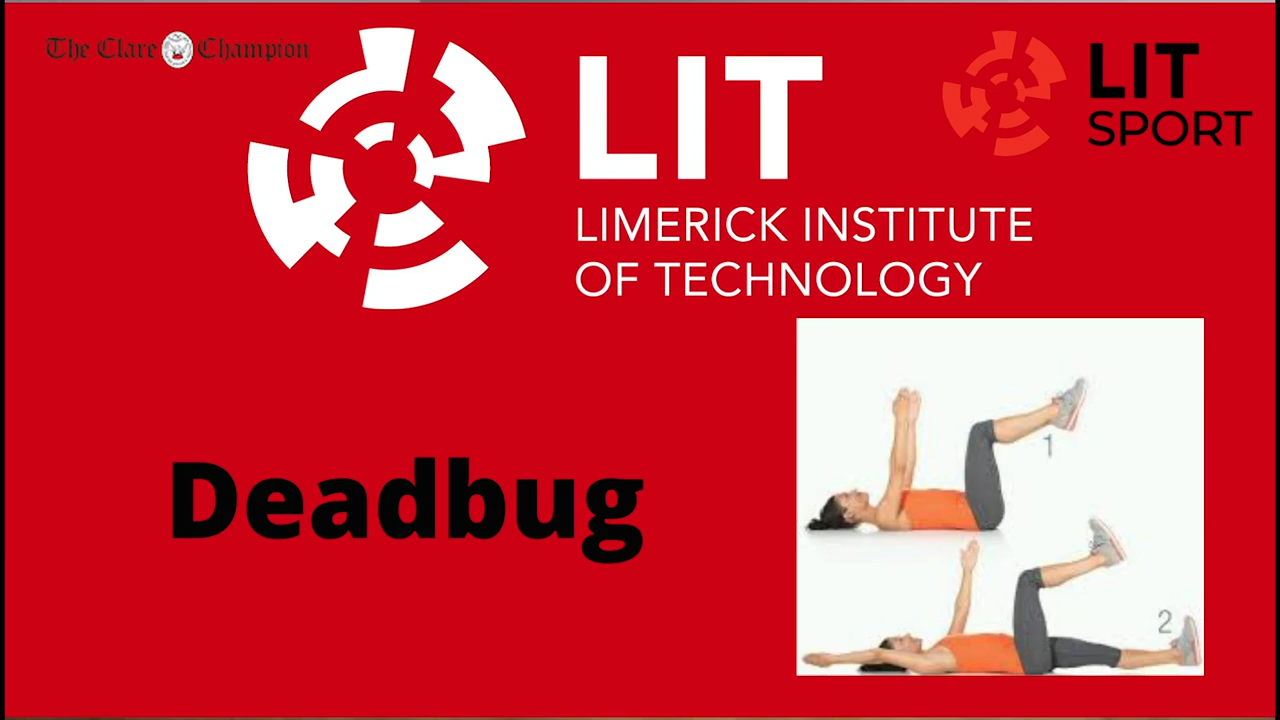 The Clare Champion
LIT
LIMERICK INSTITUTE
OF TECHNOLOGY
LIT
SPORT
Deadbug
1
2